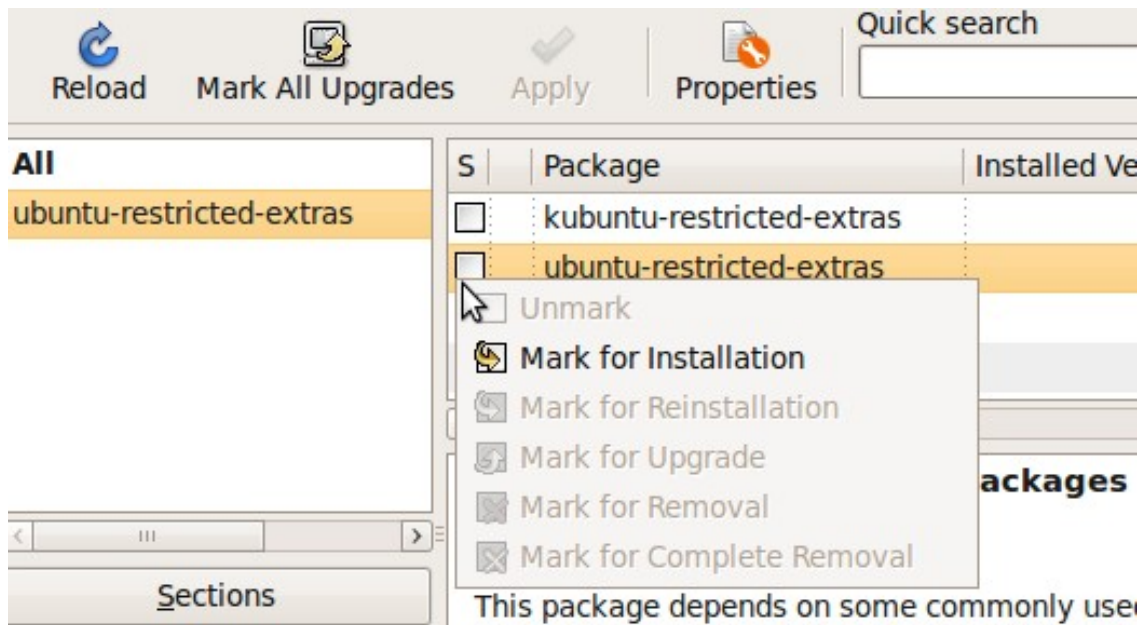 Quick search
Reload Mark All Upgrades Apply Properties
All
S Package Installed Ve
ubuntu-restricted-extras
kubuntu-restricted-extras
ubuntu-restricted-extras
Unmark
Mark for Installation
Mark for Reinstallation
Mark for Upgrade
ackages
Mark for Removal
Mark for Complete Removal
Sections
This package depends on some commonly used